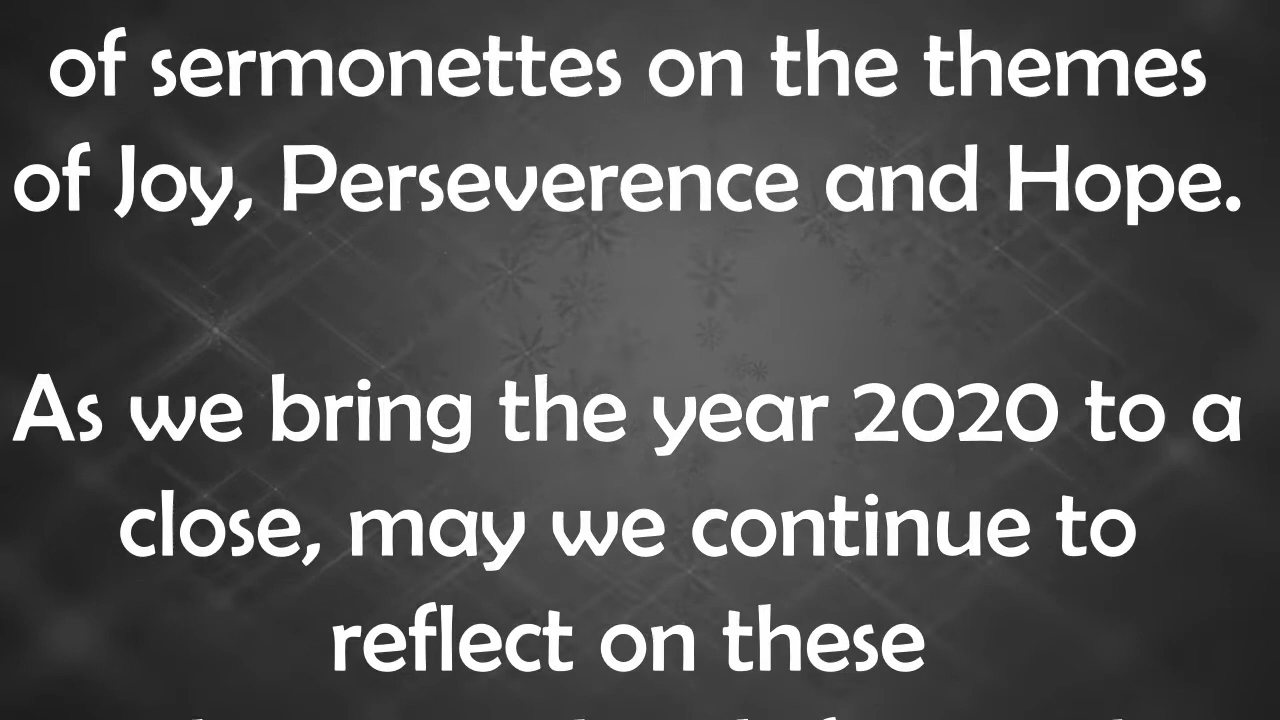 of sermonettes on the themes
of Joy, Perseverence and Hope.
As we bring the year 2020 to a
close, may we continue to
reflect on these